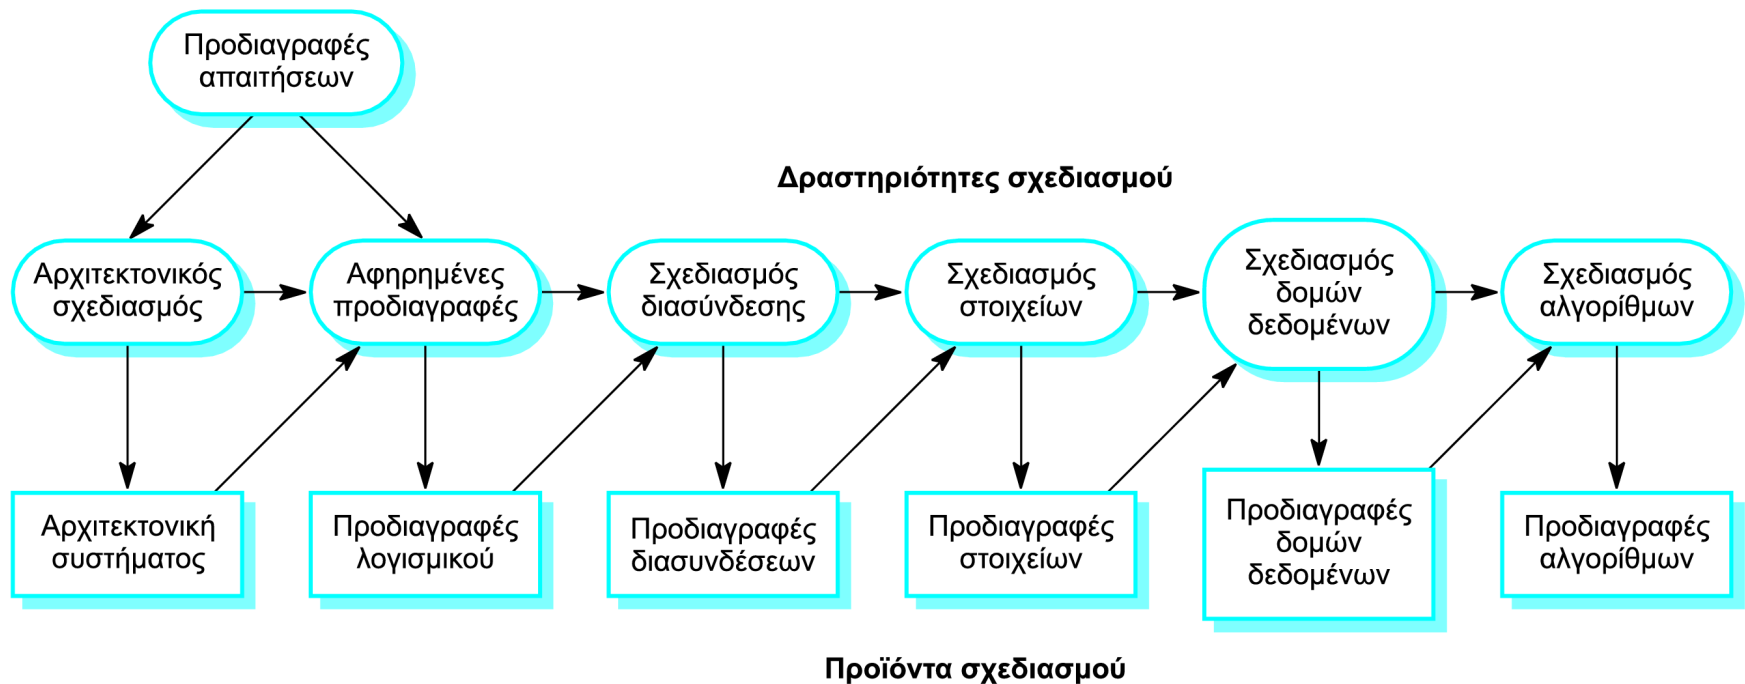 Προδιαγραφές
απαιτήσεων
Δραστηριότητες σχεδιασμού
Αρχιτεκτονικός
σχεδιασμός
Αφηρημένες
προδιαγραφές
Σχεδιασμός
διασύνδεσης
Σχεδιασμός
στοιχείων
Σχεδιασμός
δομών
δεδομένων
Σχεδιασμός
αλγορίθμων
Αρχιτεκτονική
συστήματος
Προδιαγραφές
λογισμικού
Προδιαγραφές
διασυνδέσεων
Προδιαγραφές
στοιχείων
Προδιαγραφές
δομών
δεδομένων
Προδιαγραφές
αλγορίθμων
Προϊόντα σχεδιασμού